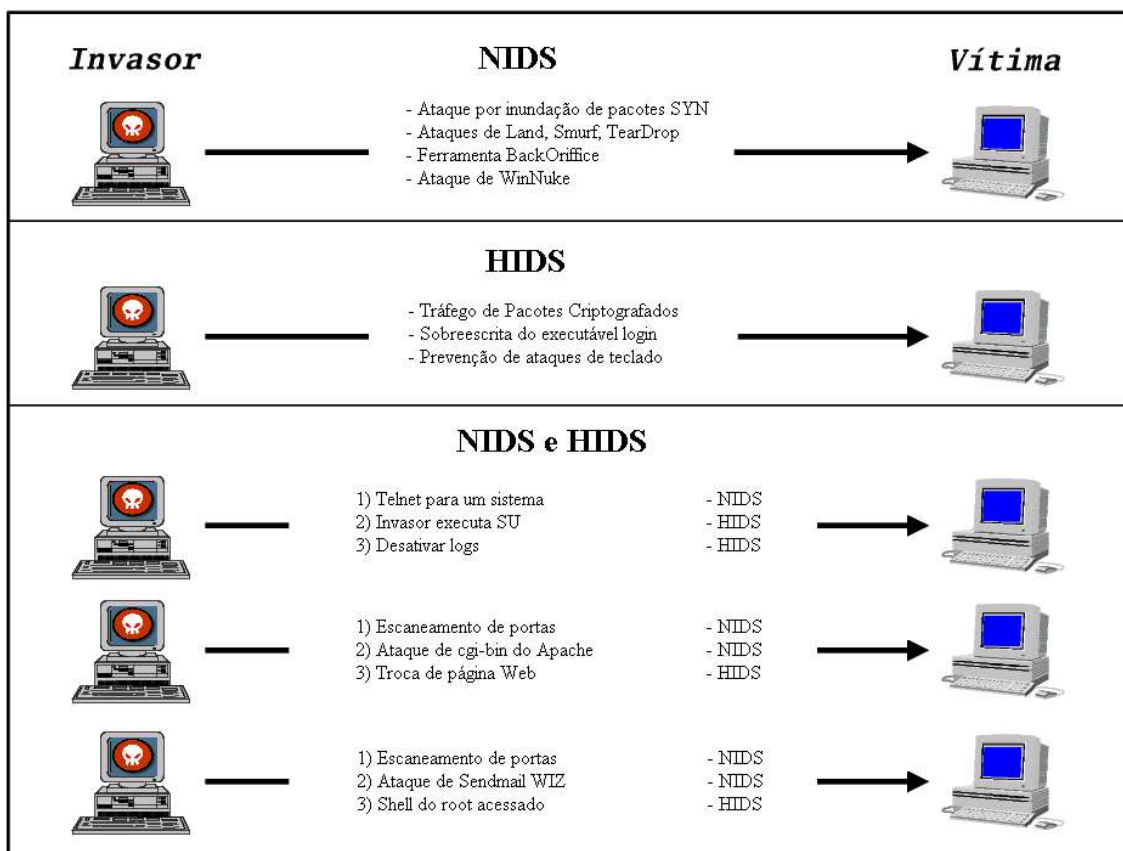 Invasor
NIDS
Vítima
- Ataque por inundação de pacotes SYN
- Ataques de Land, Smurf, TearDrop
- Ferramenta BackOriffice
- Ataque de WinNuke
HIDS
- Tráfego de Pacotes Criptografados
- Sobreescrita do executável login
- Prevenção de ataques de teclado
NIDS e HIDS
1) Telnet para um sistema - NIDS
2) Invasor executa SU - HIDS
3) Desativar logs - HIDS
1) Escaneamento de portas - NIDS
2) Ataque de cgi-bin do Apache - NIDS
3) Troca de página Web - HIDS
1) Escaneamento de portas - NIDS
2) Ataque de Sendmail WIZ - NIDS
3) Shell do root acessado - HIDS